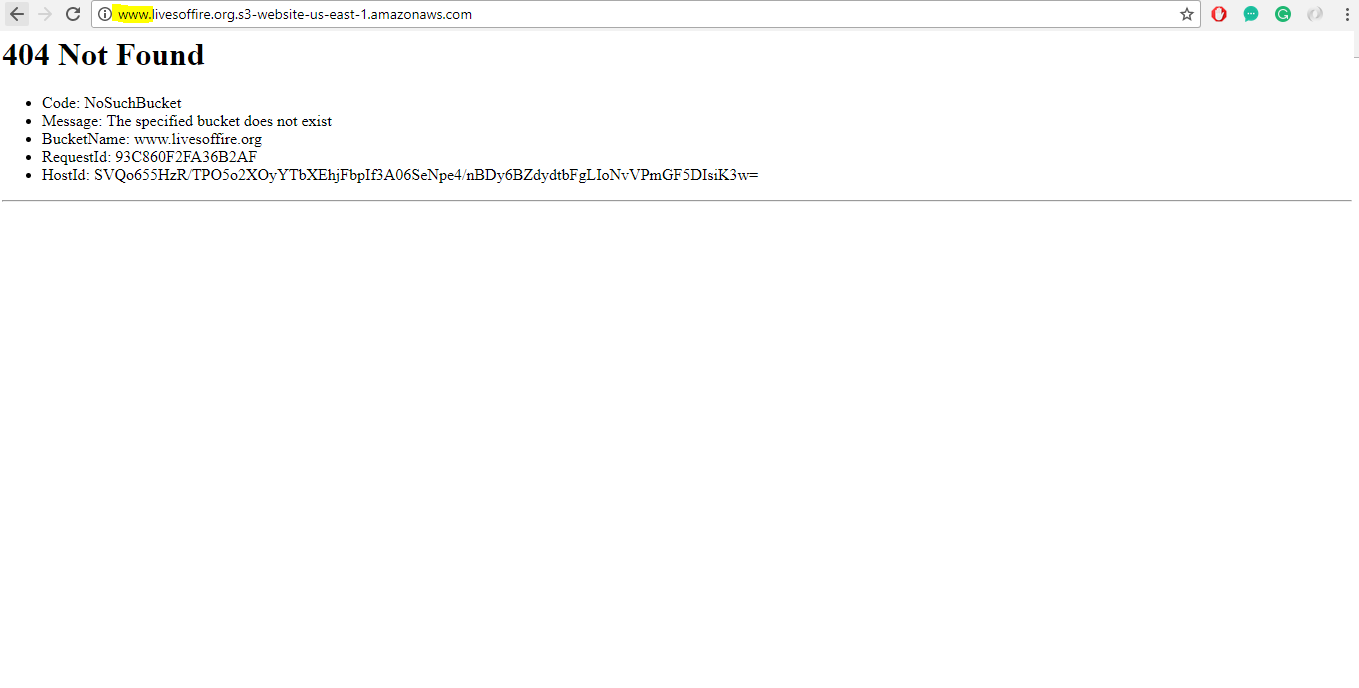 www.livesoffire.org.s3-website-us-east-1.amazonaws.com
404 Not Found
Code: NoSuchBucket
Message: The specified bucket does not exist
BucketName: www.livesoffire.org
RequestId: 93C860F2FA36B2AF
HostId: SVQo655HzR/TPO5o2XOyYTbXEhjFbpIf3A06SeNpe4/nBDy6BZdydtbFgLIoNvVPmGF5DIsiK3w=